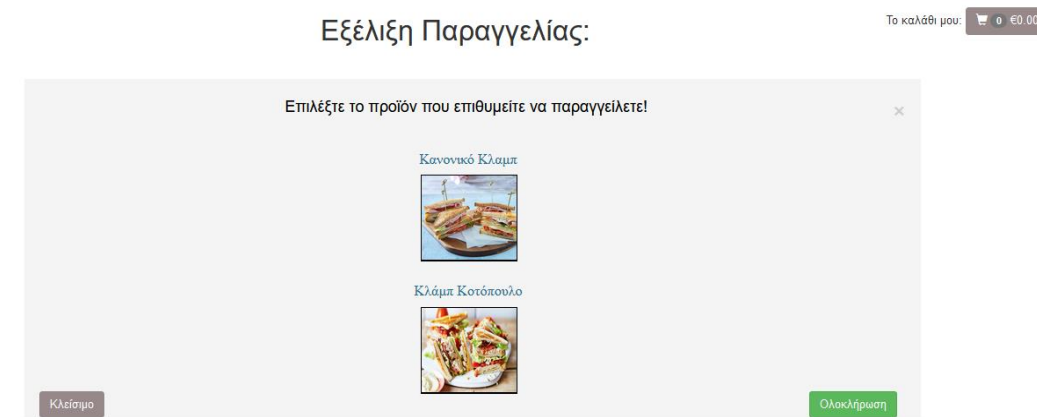 Εξέλιξη Παραγγελίας:
Το καλάθι μου: 0 €0.00
Επιλέξτε το προϊόν που επιθυμείτε να παραγγείλετε!
×
Κανονικό Κλαμπ
Κλάμπ Κοτόπουλο
Κλείσιμο
Ολοκλήρωση